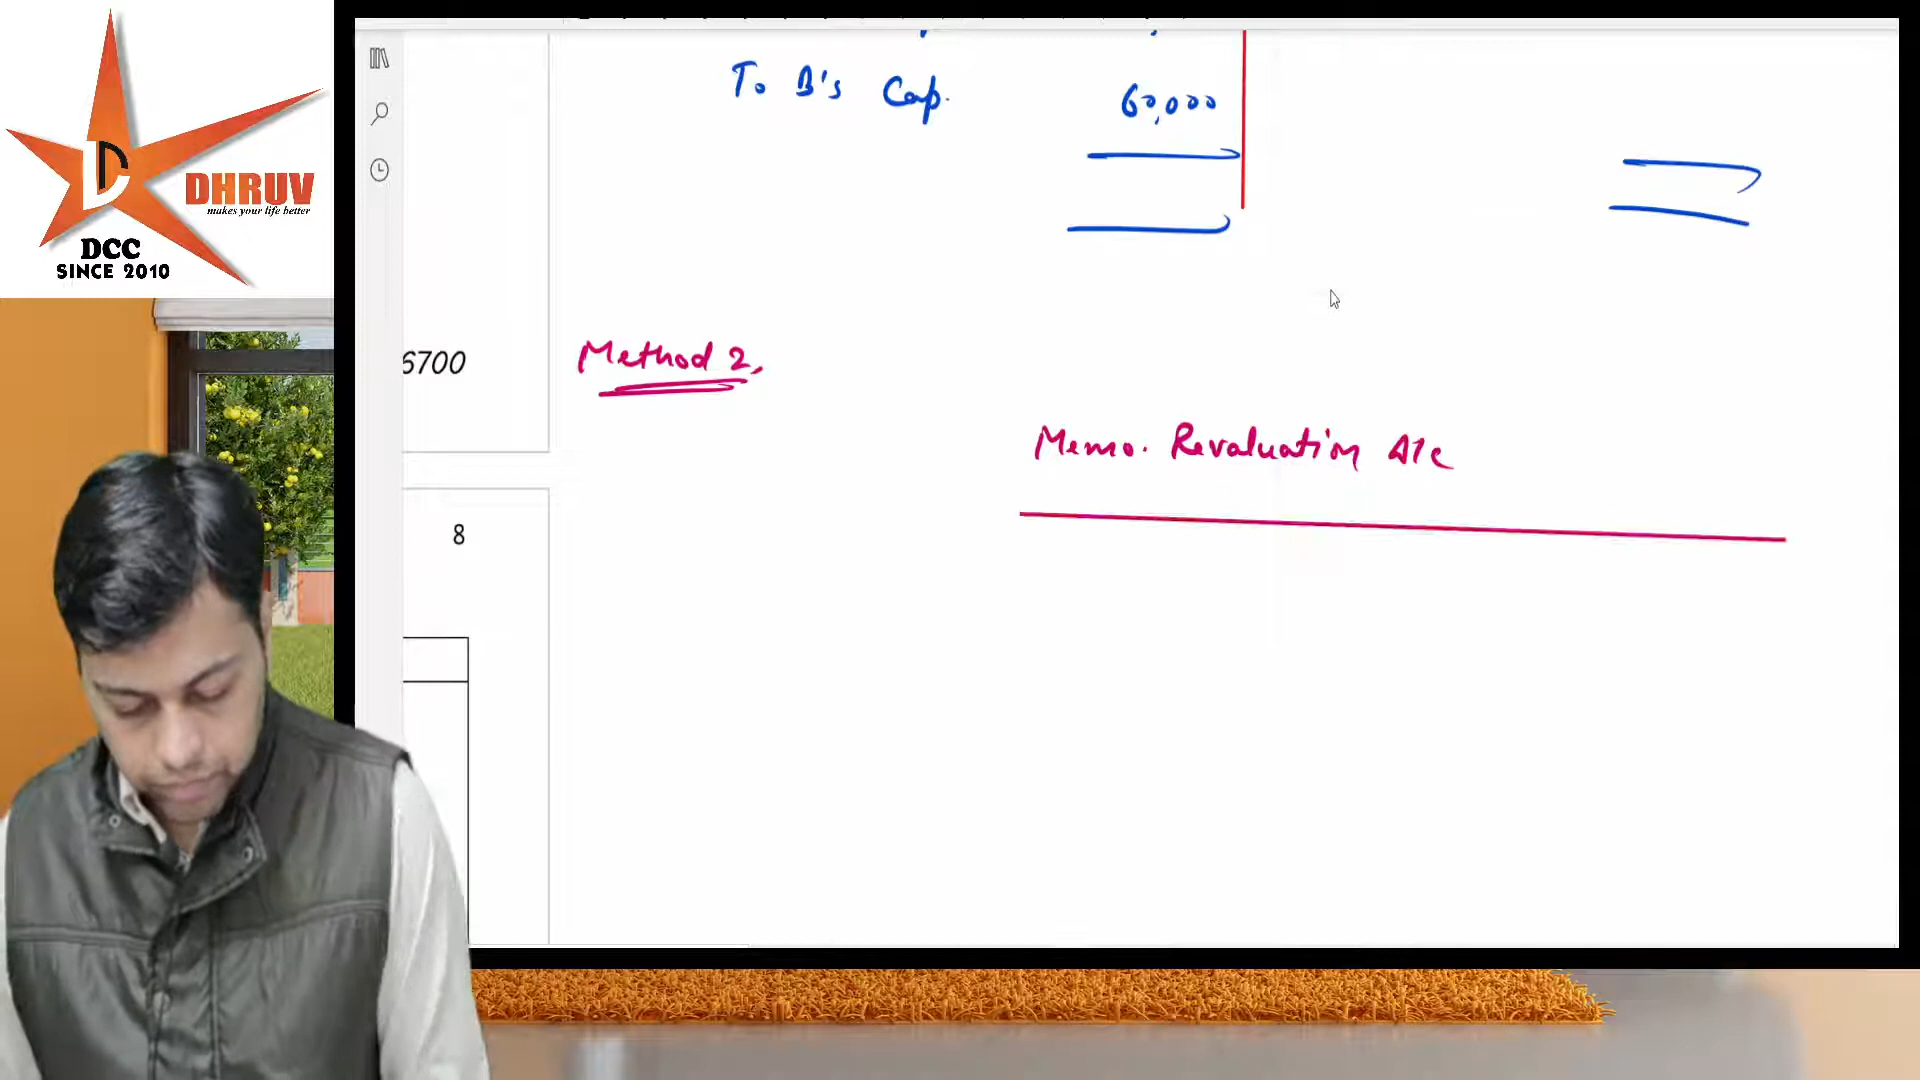 DHRUV
makes your life better
DCC
SINCE 2010
To B's Cap. 60,000
6700
Method 2,
Memo. Revaluation A/c
8